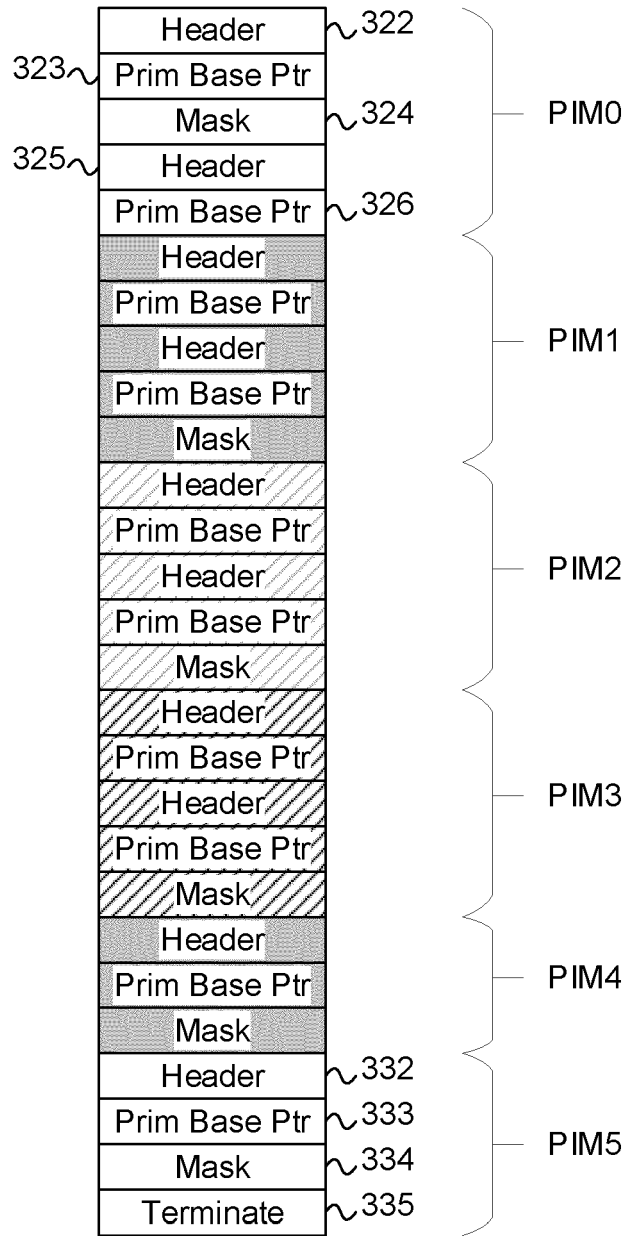 Header 322
323 Prim Base Ptr
Mask 324
325 Header
Prim Base Ptr 326
PIM0
Header
Prim Base Ptr
Header
Prim Base Ptr
Mask
PIM1
Header
Prim Base Ptr
Header
Prim Base Ptr
Mask
PIM2
Header
Prim Base Ptr
Header
Prim Base Ptr
Mask
PIM3
Header
Prim Base Ptr
Mask
PIM4
Header 332
Prim Base Ptr 333
Mask 334
Terminate 335
PIM5